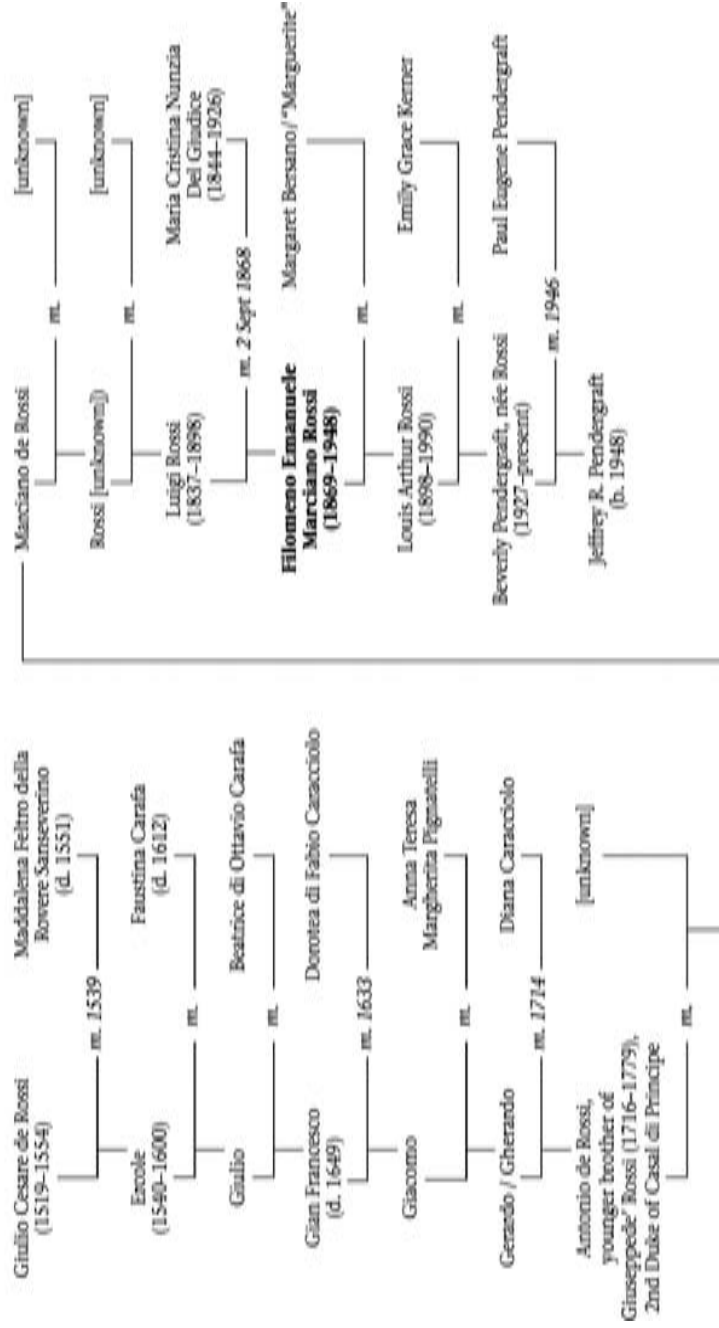 Giulio Cesare de Rossi
(1519–1554)
m. 1539
Maddalena Feltro della
Rovere Sanseverino
(d. 1551)
Ercole
(1540–1600)
m.
Faustina Carafa
(d. 1612)
Giulio
m.
Beatrice di Ottavio Carafa
Gian Francesco
(d. 1649)
m. 1633
Dorotea di Fabio Caracciolo
Giacomo
m.
Anna Teresa
Margherita Pignatelli
Gerardo / Gherardo
m. 1714
Diana Caracciolo
Antonio de Rossi,
younger brother of
Giuseppede' Rossi (1716–1779),
2nd Duke of Casal di Principe
m.
[unknown]
Marciano de Rossi
m.
[unknown]
Rossi [unknown])
m.
[unknown]
Luigi Rossi
(1837–1898)
m. 2 Sept 1868
Maria Cristina Nunzia
Del Giudice
(1844–1926)
Filomeno Emanuele
Marciano Rossi
(1869–1948)
m.
Margaret Bersano/"Marguerite"
Louis Arthur Rossi
(1898–1990)
m.
Emily Grace Kerner
Beverly Pendergraft, née Rossi
(1927–present)
m. 1946
Paul Eugene Pendergraft
Jeffrey R. Pendergraft
(b. 1948)